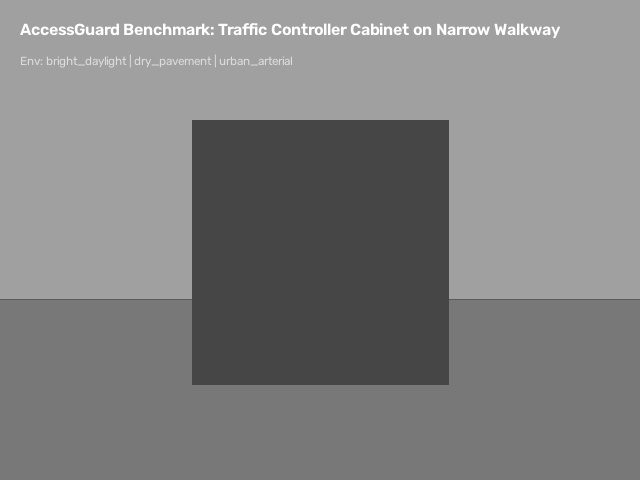 AccessGuard Benchmark: Traffic Controller Cabinet on Narrow Walkway
Env: bright_daylight | dry_pavement | urban_arterial